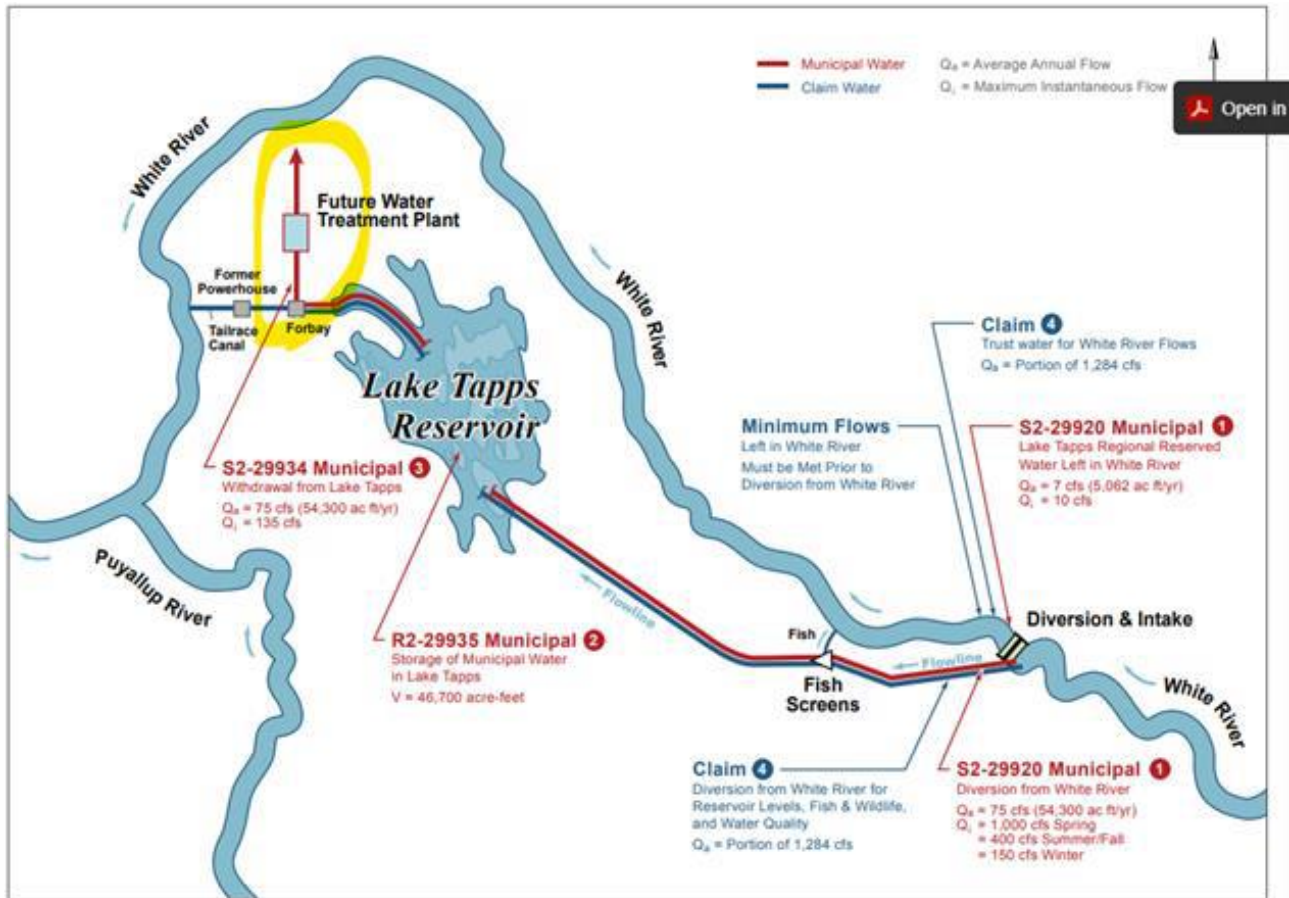 Municipal Water
Claim Water
Qa = Average Annual Flow
Qi = Maximum Instantaneous Flow
Open in
White River
Future Water
Treatment Plant
Former
Powerhouse
Tailrace
Canal
Forbay
White River
Lake Tapps
Reservoir
Claim 4
Trust water for White River Flows
Qa = Portion of 1,284 cfs
Minimum Flows
Left in White River
Must be Met Prior to
Diversion from White River
S2-29920 Municipal 1
Lake Tapps Regional Reserved
Water Left in White River
Qa = 7 cfs (5,062 ac ft/yr)
Qi = 10 cfs
S2-29934 Municipal 3
Withdrawal from Lake Tapps
Qa = 75 cfs (54,300 ac ft/yr)
Qi = 135 cfs
Puyallup River
Flowline
R2-29935 Municipal 2
Storage of Municipal Water
in Lake Tapps
V = 46,700 acre-feet
Fish
Fish
Screens
Flowline
Diversion & Intake
White River
Claim 4
Diversion from White River for
Reservoir Levels, Fish & Wildlife,
and Water Quality
Qa = Portion of 1,284 cfs
S2-29920 Municipal 1
Diversion from White River
Qa = 75 cfs (54,300 ac ft/yr)
Qi = 1,000 cfs Spring
= 400 cfs Summer/Fall
= 150 cfs Winter